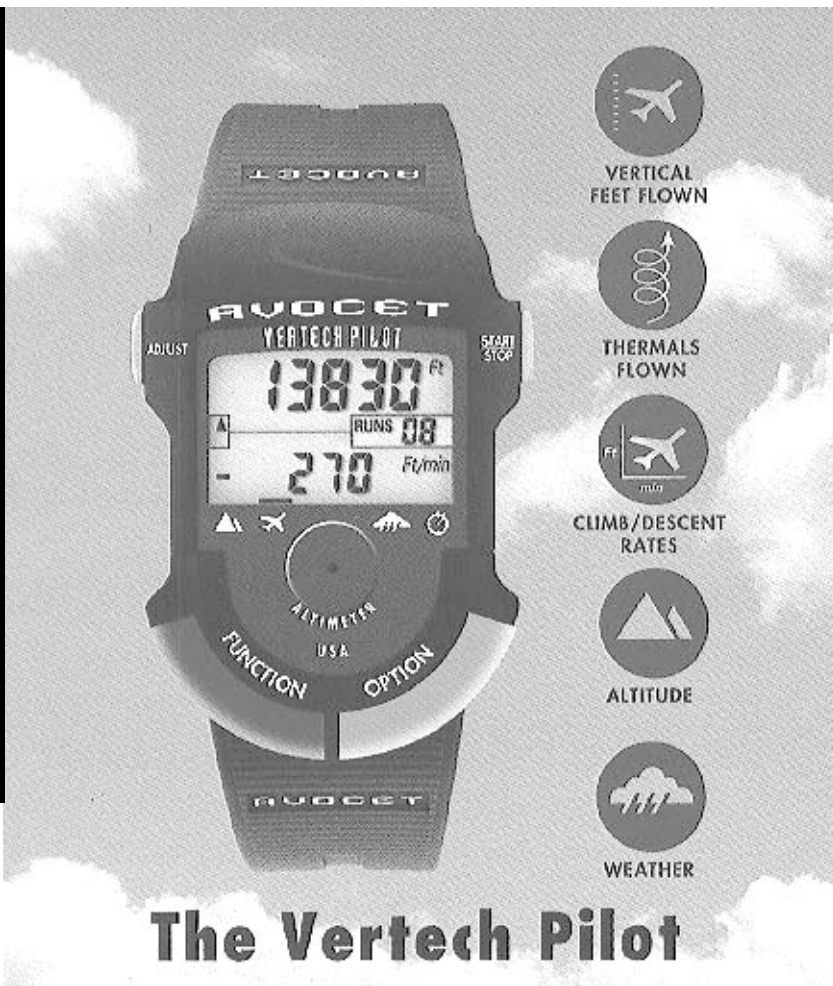 AVOCET
AVOCET
VERTECH PILOT
ADJUST
START
STOP
13830 Ft
A
RUNS 08
- 270 Ft/min
ALTIMETER
USA
FUNCTION
OPTION
AVOCET
VERTICAL
FEET FLOWN
THERMALS
FLOWN
Ft
min
CLIMB/DESCENT
RATES
ALTITUDE
WEATHER
The Vertech Pilot